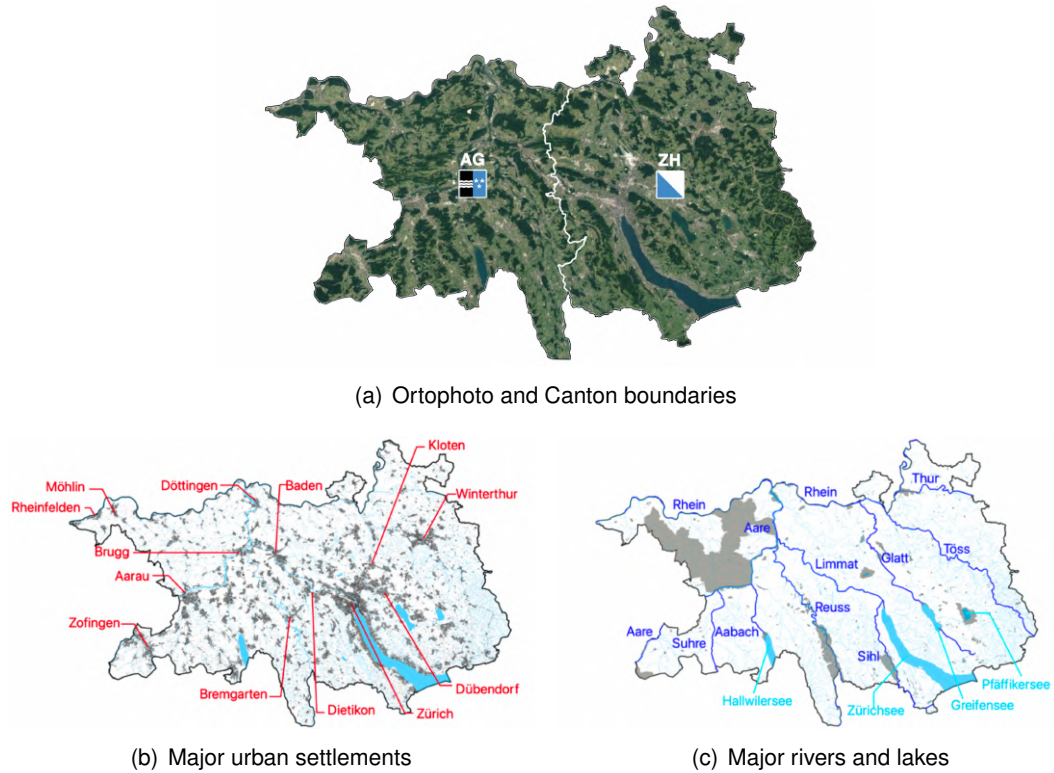 AG
ZH
(a) Ortophoto and Canton boundaries
Kloten
Möhlin
Döttingen
Baden
Winterthur
Rheinfelden
Brugg
Aarau
Zofingen
Bremgarten
Dübendorf
Dietikon
Zürich
(b) Major urban settlements
Thur
Rhein
Rhein
Aare
Glatt
Töss
Limmat
Reuss
Aare
Suhre
Aabach
Sihl
Pfäffikersee
Hallwilersee
Zürichsee
Greifensee
(c) Major rivers and lakes